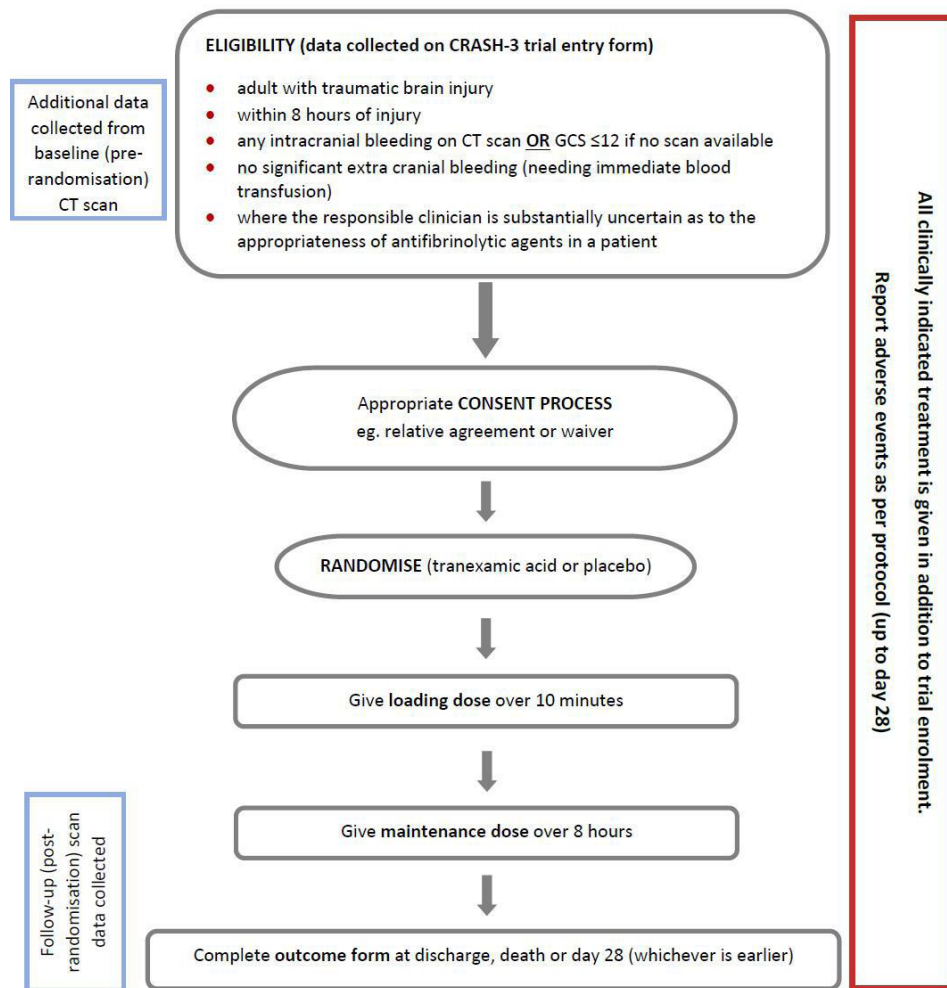 ELIGIBILITY (data collected on CRASH-3 trial entry form)
• adult with traumatic brain injury
• within 8 hours of injury
• any intracranial bleeding on CT scan OR GCS ≤12 if no scan available
• no significant extra cranial bleeding (needing immediate blood
transfusion)
• where the responsible clinician is substantially uncertain as to the
appropriateness of antifibrinolytic agents in a patient
Additional data
collected from
baseline (pre-
randomisation)
CT scan
Appropriate CONSENT PROCESS
eg. relative agreement or waiver
RANDOMISE (tranexamic acid or placebo)
Give loading dose over 10 minutes
Give maintenance dose over 8 hours
Follow-up (post-
randomisation) scan
data collected
Complete outcome form at discharge, death or day 28 (whichever is earlier)
All clinically indicated treatment is given in addition to trial enrolment.
Report adverse events as per protocol (up to day 28)